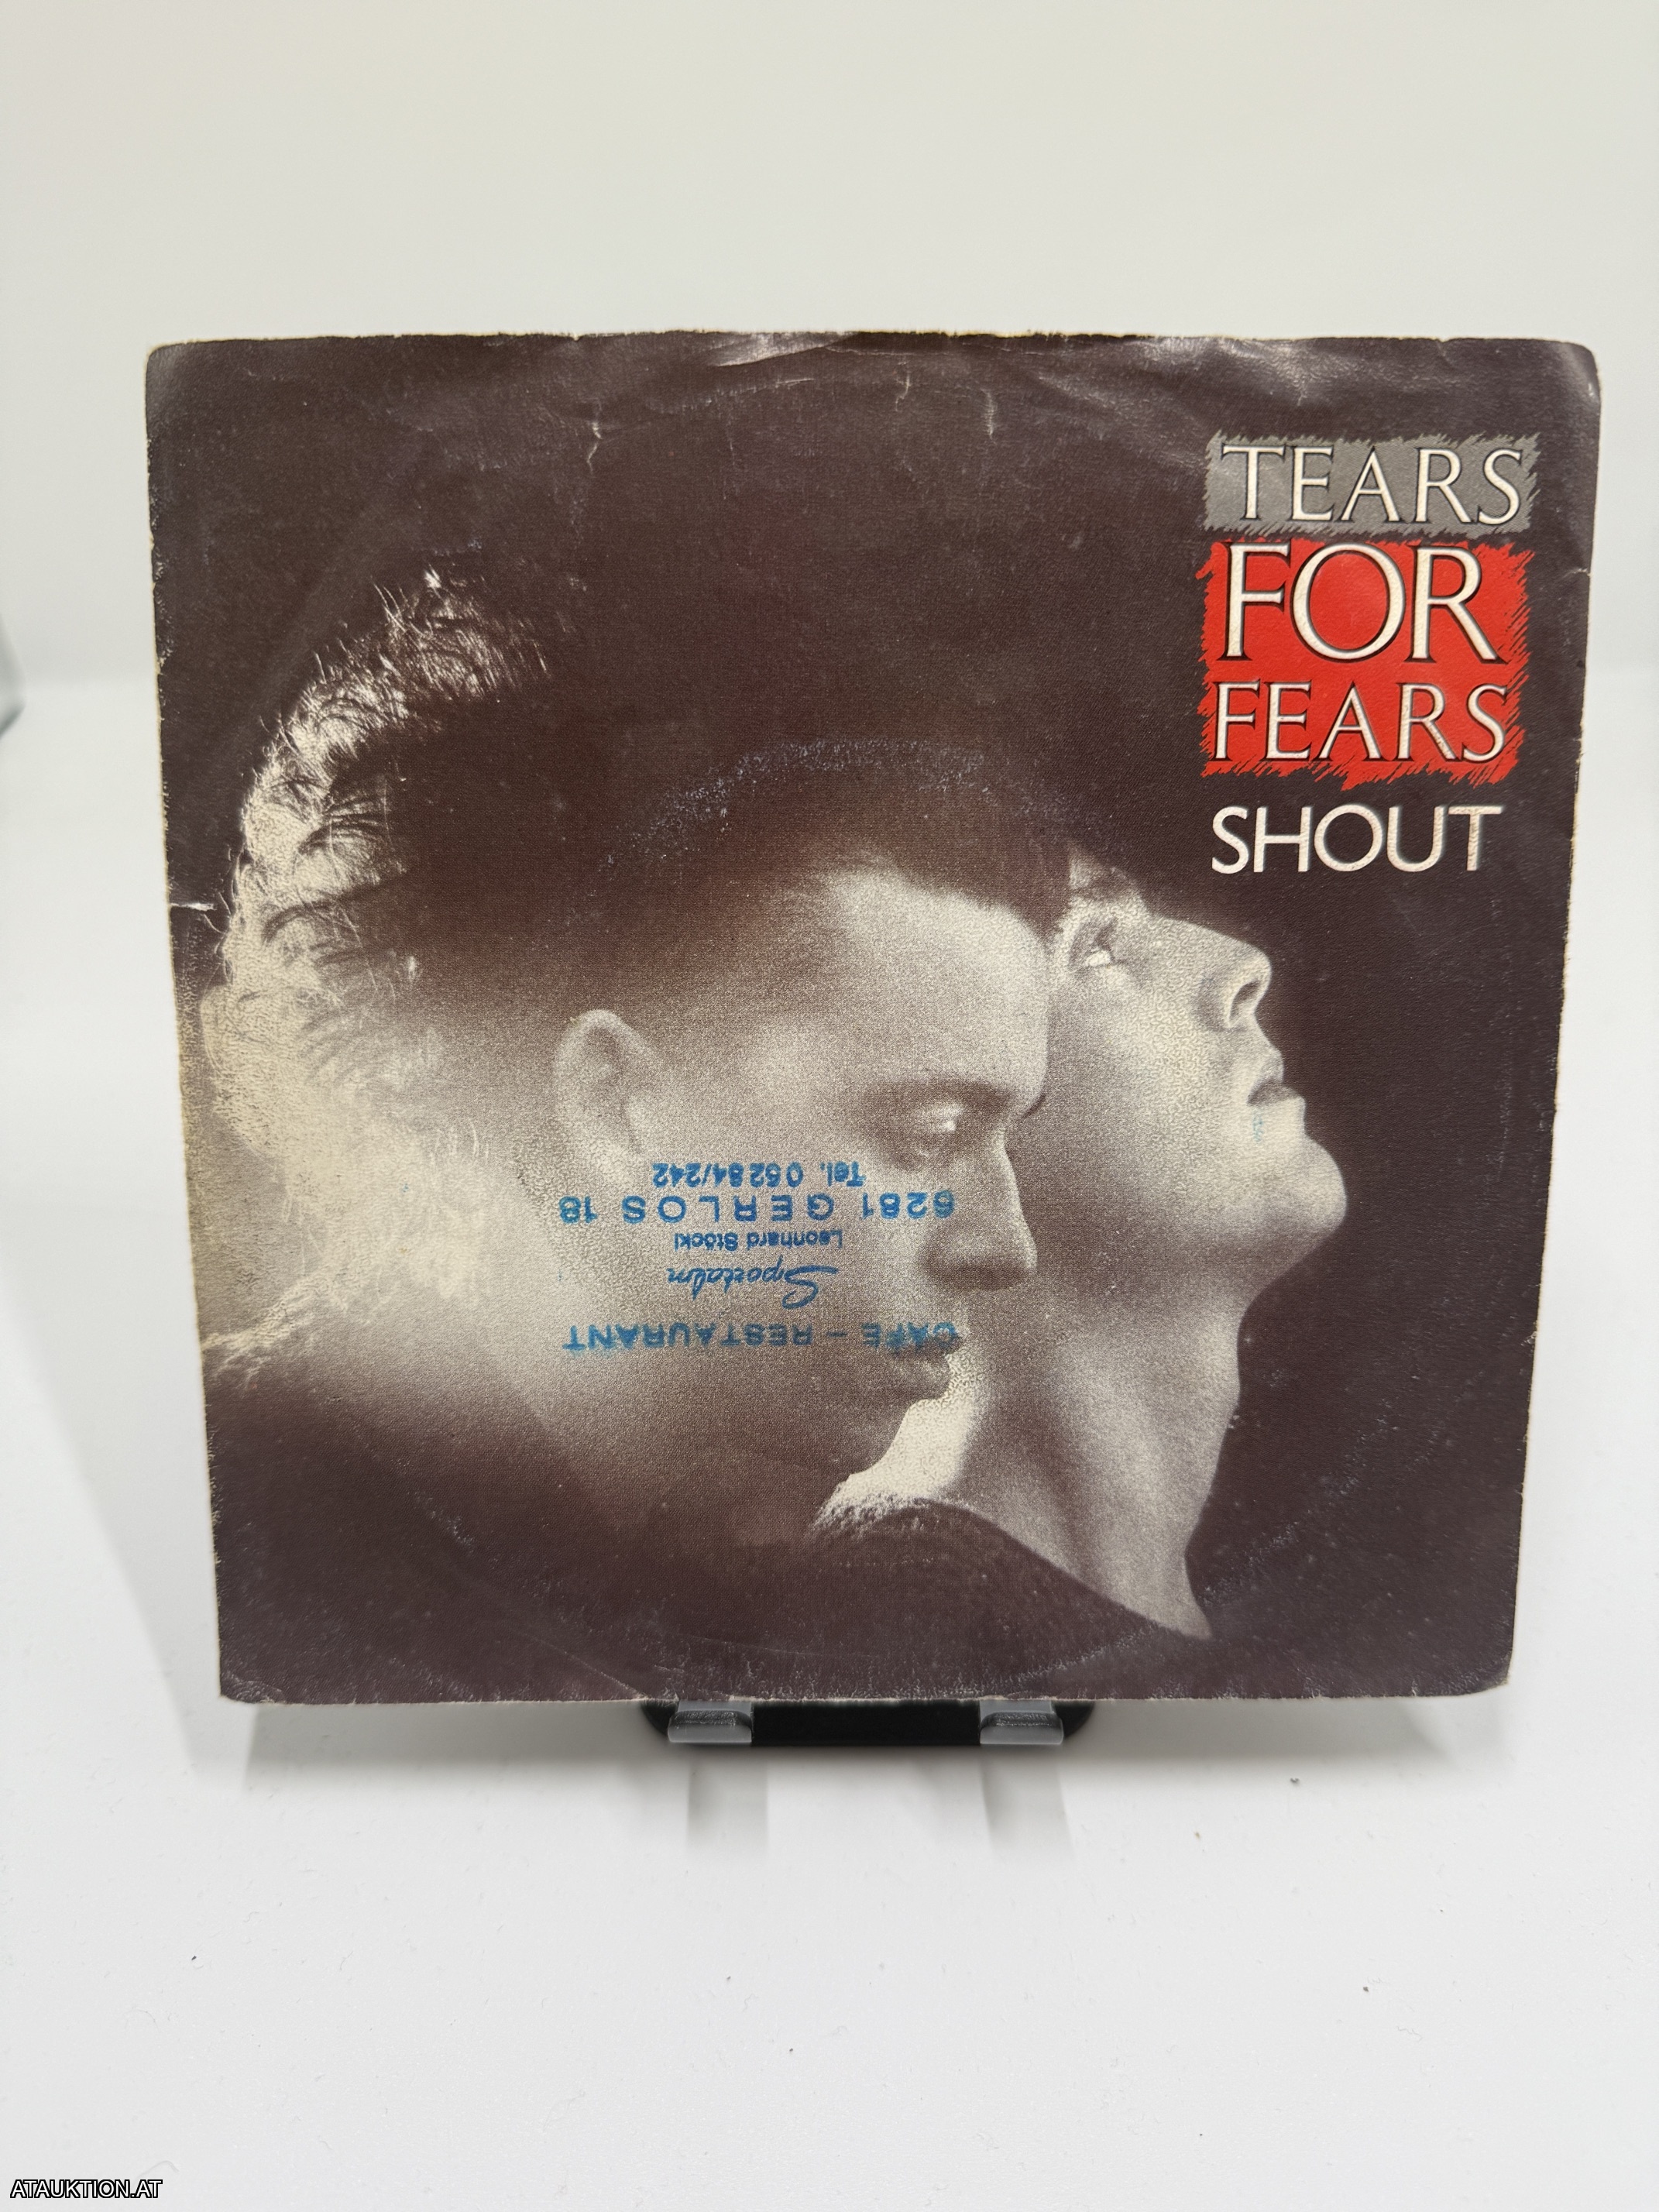 TEARS
FOR
FEARS
SHOUT
CAFE – RESTAURANT
Sportalm
Leonhard Stöckl
6281 GERLOS 18
Tel. 05284/242
ATAUKTION.AT